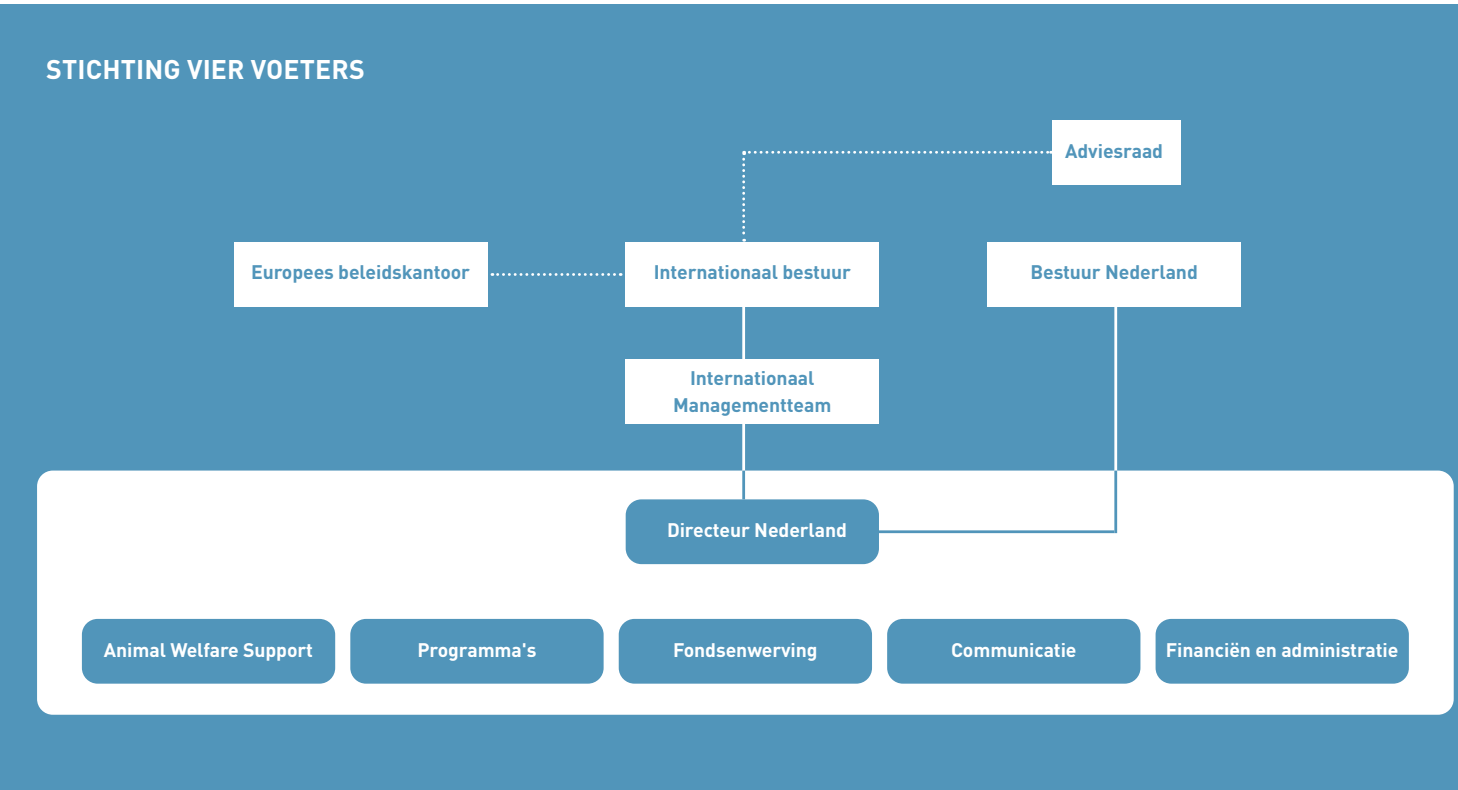 STICHTING VIER VOETERS
Adviesraad
Europees beleidskantoor
Internationaal bestuur
Bestuur Nederland
Internationaal
Managementteam
Directeur Nederland
Animal Welfare Support
Programma's
Fondsenwerving
Communicatie
Financiën en administratie